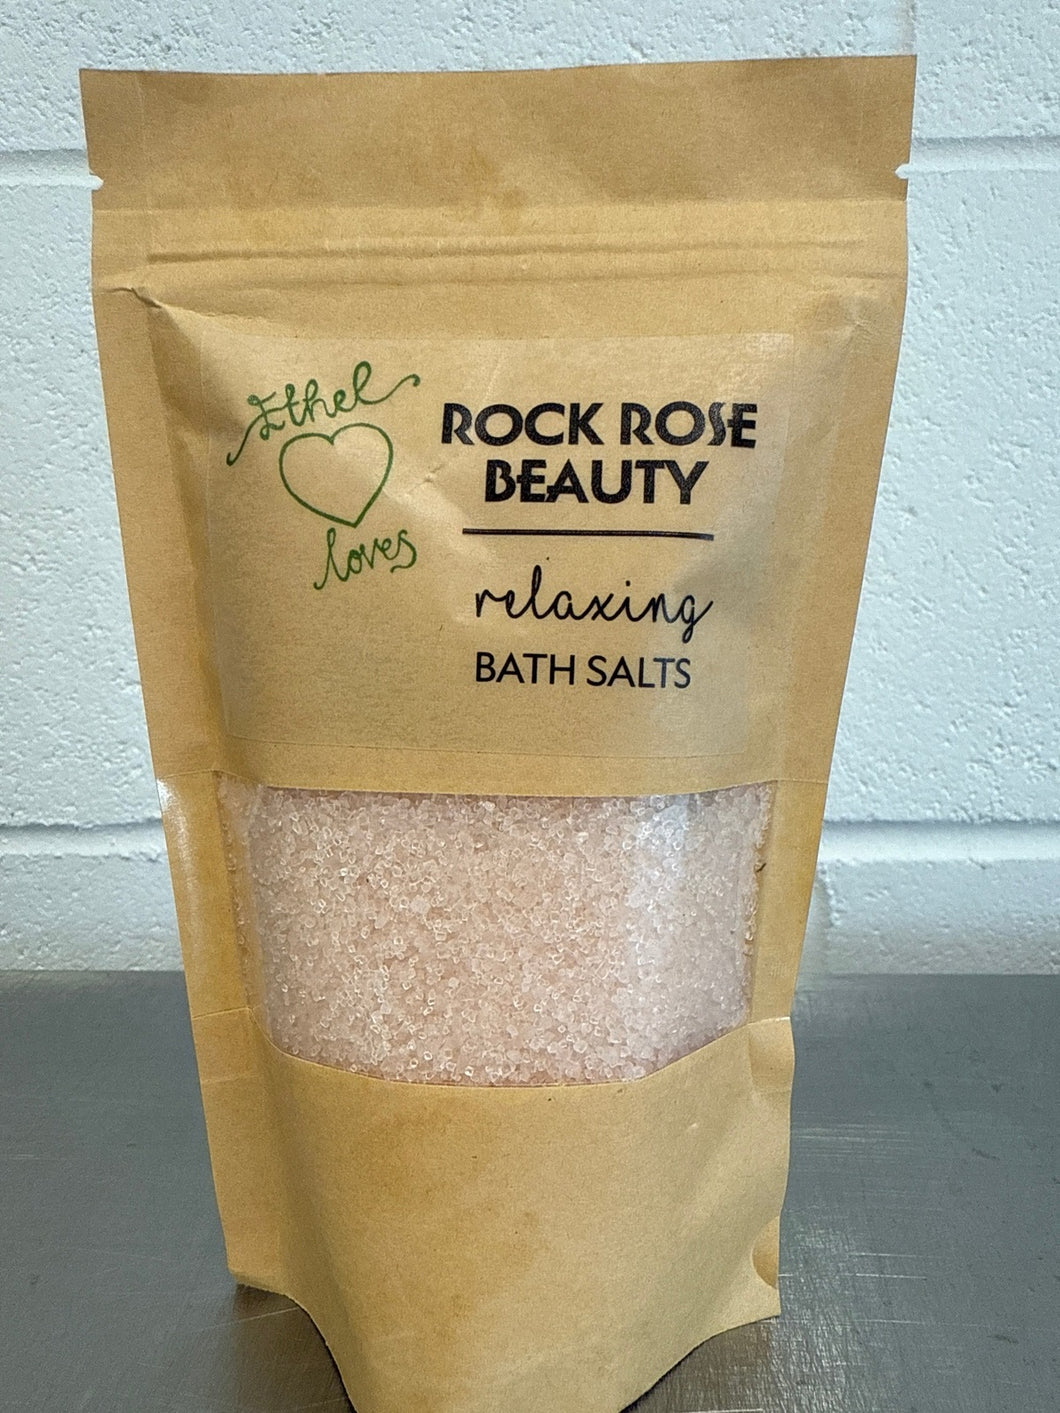 Ethel
loves
ROCK ROSE
BEAUTY
relaxing
BATH SALTS